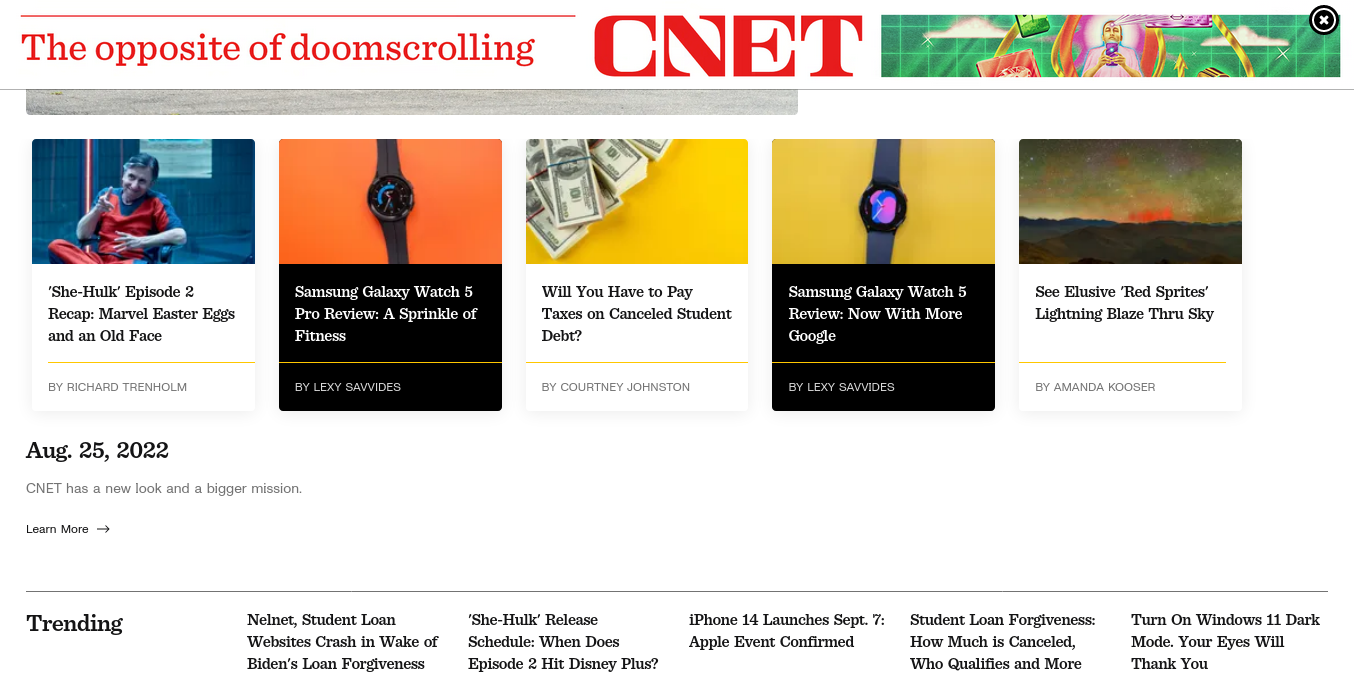 The opposite of doomscrolling
CNET
'She-Hulk' Episode 2
Recap: Marvel Easter Eggs
and an Old Face
BY RICHARD TRENHOLM
Samsung Galaxy Watch 5
Pro Review: A Sprinkle of
Fitness
BY LEXY SAVVIDES
Will You Have to Pay
Taxes on Canceled Student
Debt?
BY COURTNEY JOHNSTON
Samsung Galaxy Watch 5
Review: Now With More
Google
BY LEXY SAVVIDES
See Elusive 'Red Sprites'
Lightning Blaze Thru Sky
BY AMANDA KOOSER
Aug. 25, 2022
CNET has a new look and a bigger mission.
Learn More
Trending
Nelnet, Student Loan
Websites Crash in Wake of
Biden's Loan Forgiveness
'She-Hulk' Release
Schedule: When Does
Episode 2 Hit Disney Plus?
iPhone 14 Launches Sept. 7:
Apple Event Confirmed
Student Loan Forgiveness:
How Much is Canceled,
Who Qualifies and More
Turn On Windows 11 Dark
Mode. Your Eyes Will
Thank You